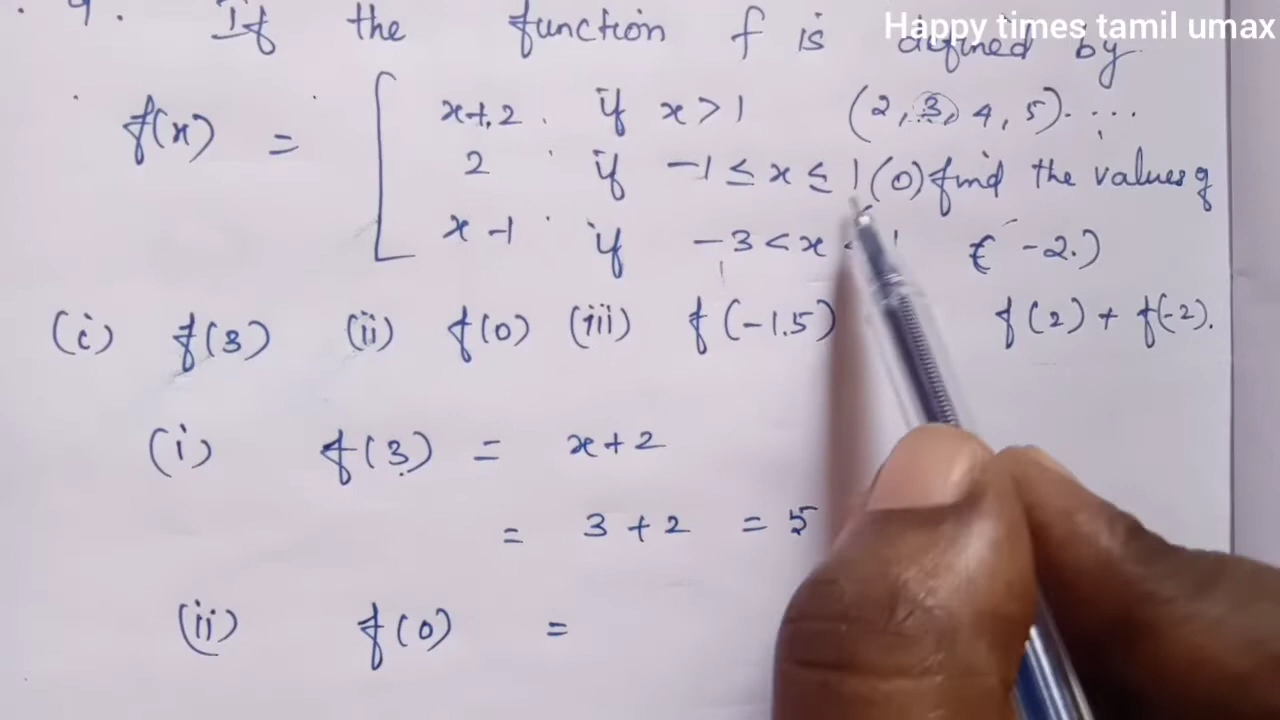 Happy times tamil umax
9. If the function f is defined by
f(x) = [ x+2 if x > 1 (2, 3, 4, 5)....
2 if -1 ≤ x ≤ 1 (0) find the values of
x - 1 if -3 < x < 1 (-2.)
(i) f(3) (ii) f(0) (iii) f(-1.5) f(2) + f(-2).
(i) f(3) = x+2
= 3 + 2 = 5
(ii) f(0) =